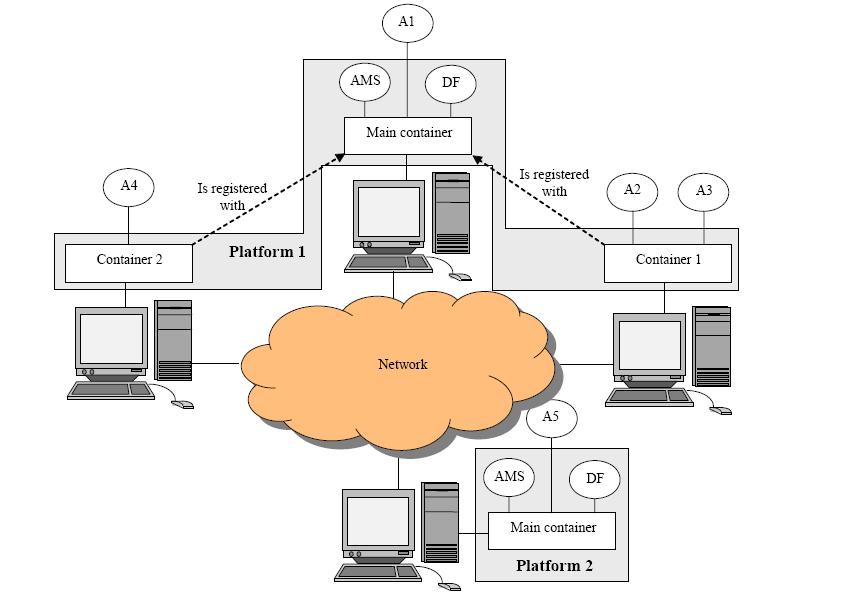 A1
AMS
DF
Main container
Is registered
with
Is registered
with
A4
A2
A3
Container 2
Platform 1
Container 1
Network
A5
AMS
DF
Main container
Platform 2